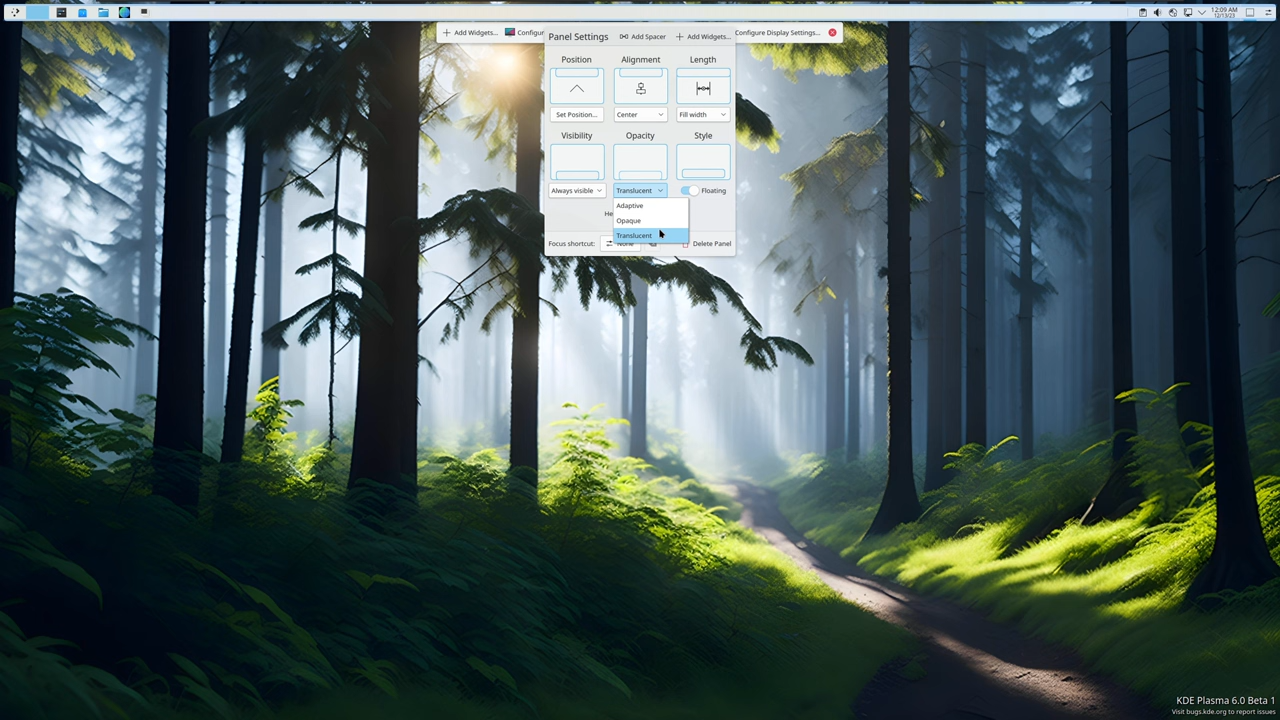 12:09 AM
12/13/23
Add Widgets...
Configur
Configure Display Settings...
Panel Settings
Add Spacer
Add Widgets...
Position
Alignment
Length
Set Position...
Center
Fill width
Visibility
Opacity
Style
Always visible
Translucent
Floating
Adaptive
He
Opaque
Translucent
Focus shortcut:
None
Delete Panel
KDE Plasma 6.0 Beta 1
Visit bugs.kde.org to report issues